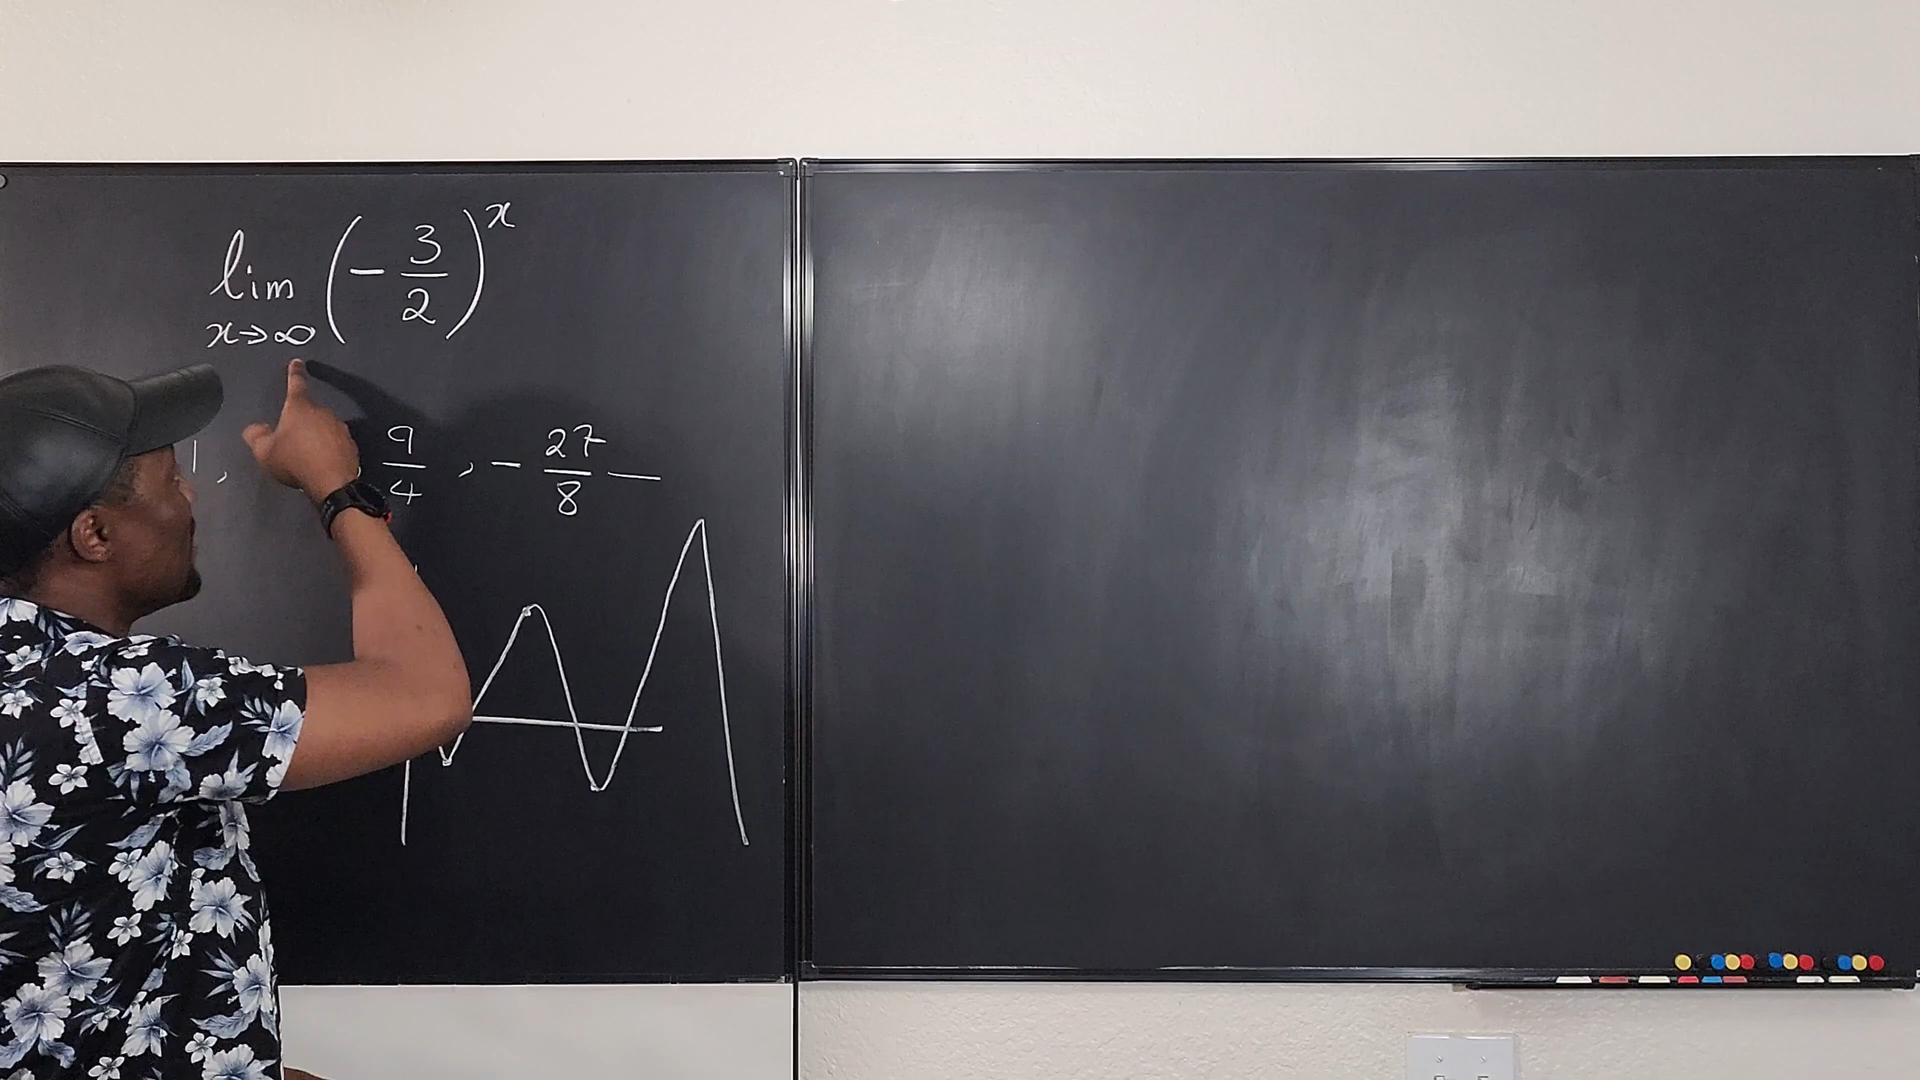 lim (- 3/2)^x
x→∞
1, , 9/4, - 27/8 —